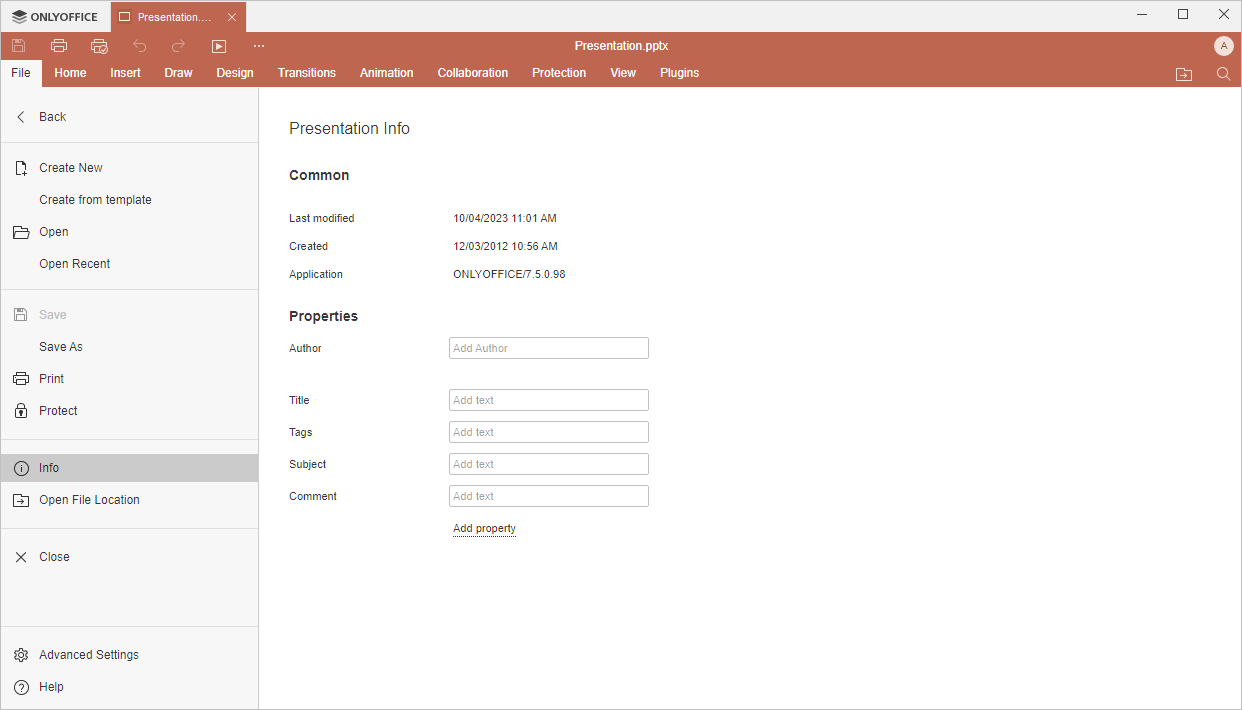 ONLYOFFICE
Presentation....
Presentation.pptx
A
File Home Insert Draw Design Transitions Animation Collaboration Protection View Plugins
Back
Create New
Create from template
Open
Open Recent
Save
Save As
Print
Protect
Info
Open File Location
Close
Advanced Settings
Help
Presentation Info
Common
Last modified 10/04/2023 11:01 AM
Created 12/03/2012 10:56 AM
Application ONLYOFFICE/7.5.0.98
Properties
Author Add Author
Title Add text
Tags Add text
Subject Add text
Comment Add text
Add property